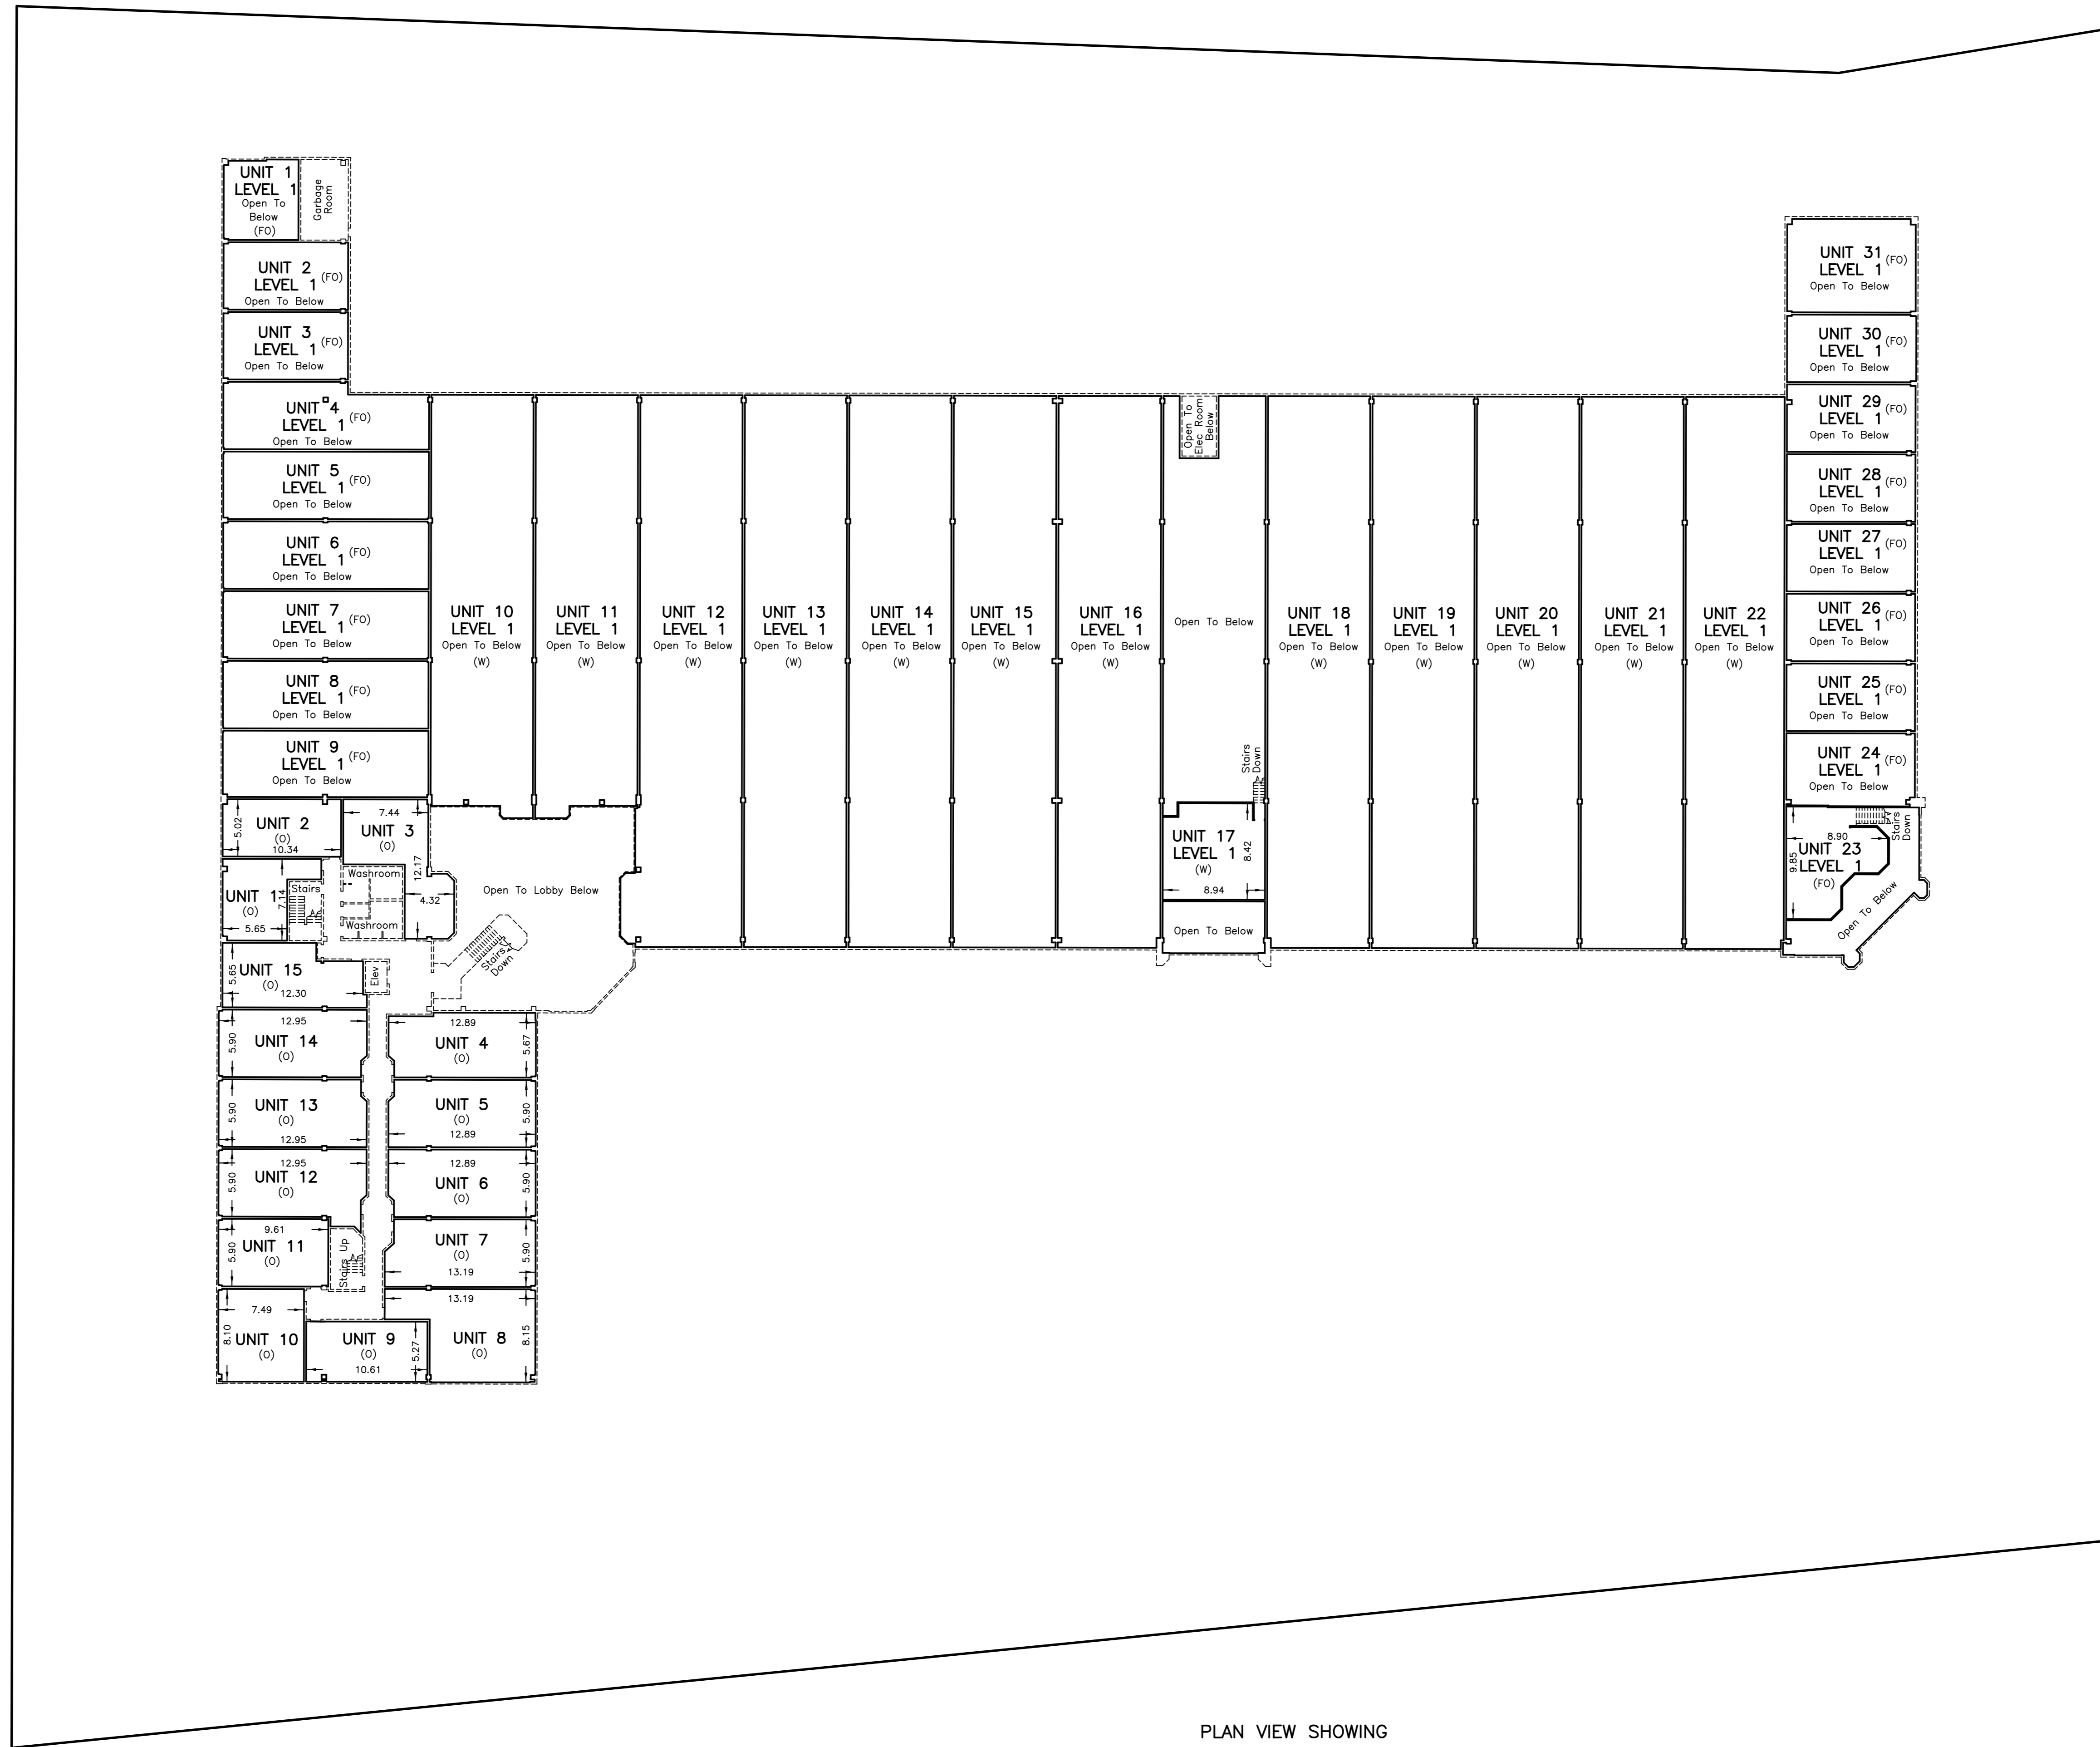 UNIT 1
LEVEL 1
Open To
Below
(FO)
Garbage
Room
UNIT 2
LEVEL 1
(FO)
Open To Below
UNIT 3
LEVEL 1
(FO)
Open To Below
UNIT 4
LEVEL 1
(FO)
Open To Below
UNIT 5
LEVEL 1
(FO)
Open To Below
UNIT 6
LEVEL 1
(FO)
Open To Below
UNIT 7
LEVEL 1
(FO)
Open To Below
UNIT 8
LEVEL 1
(FO)
Open To Below
UNIT 9
LEVEL 1
(FO)
Open To Below
UNIT 10
LEVEL 1
Open To Below
(W)
UNIT 11
LEVEL 1
Open To Below
(W)
UNIT 12
LEVEL 1
Open To Below
(W)
UNIT 13
LEVEL 1
Open To Below
(W)
UNIT 14
LEVEL 1
Open To Below
(W)
UNIT 15
LEVEL 1
Open To Below
(W)
UNIT 16
LEVEL 1
Open To Below
(W)
Open To
Elec Room
Below
Open To Below
Stairs
Down
UNIT 17
LEVEL 1
(W)
8.42
8.94
Open To Below
UNIT 18
LEVEL 1
Open To Below
(W)
UNIT 19
LEVEL 1
Open To Below
(W)
UNIT 20
LEVEL 1
Open To Below
(W)
UNIT 21
LEVEL 1
Open To Below
(W)
UNIT 22
LEVEL 1
Open To Below
(W)
UNIT 31
LEVEL 1
(FO)
Open To Below
UNIT 30
LEVEL 1
(FO)
Open To Below
UNIT 29
LEVEL 1
(FO)
Open To Below
UNIT 28
LEVEL 1
(FO)
Open To Below
UNIT 27
LEVEL 1
(FO)
Open To Below
UNIT 26
LEVEL 1
(FO)
Open To Below
UNIT 25
LEVEL 1
(FO)
Open To Below
UNIT 24
LEVEL 1
(FO)
Open To Below
Stairs
Down
8.90
9.85
UNIT 23
LEVEL 1
(FO)
Open To Below
5.02
UNIT 2
(O)
10.34
7.44
UNIT 3
(O)
12.17
4.32
UNIT 1
(O)
7.14
5.65
Stairs
Washroom
Washroom
Open To Lobby Below
Stairs
Down
5.65
UNIT 15
(O)
12.30
Elev
12.95
5.90
UNIT 14
(O)
12.89
UNIT 4
(O)
5.67
5.90
UNIT 13
(O)
12.95
UNIT 5
(O)
12.89
5.90
12.95
5.90
UNIT 12
(O)
12.89
UNIT 6
(O)
5.90
9.61
5.90
UNIT 11
(O)
Stairs Up
UNIT 7
(O)
13.19
5.90
7.49
8.10
UNIT 10
(O)
UNIT 9
(O)
10.61
5.27
13.19
UNIT 8
(O)
8.15
PLAN VIEW SHOWING